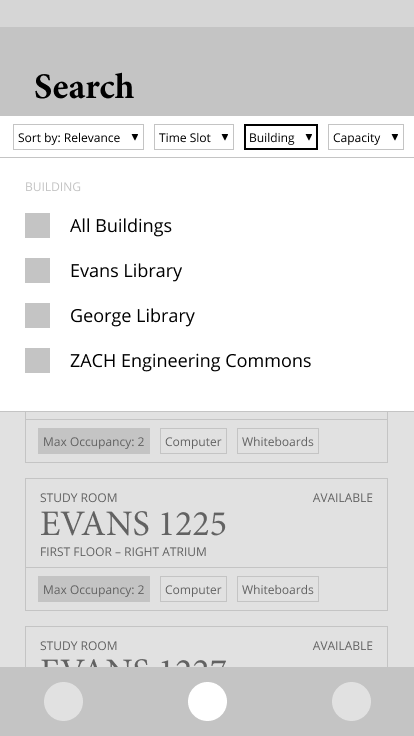 Search
Sort by: Relevance ▼ Time Slot ▼ Building ▼ Capacity ▼
BUILDING
All Buildings
Evans Library
George Library
ZACH Engineering Commons
Max Occupancy: 2 Computer Whiteboards
STUDY ROOM AVAILABLE
EVANS 1225
FIRST FLOOR – RIGHT ATRIUM
Max Occupancy: 2 Computer Whiteboards
STUDY ROOM AVAILABLE
EVANS 1227